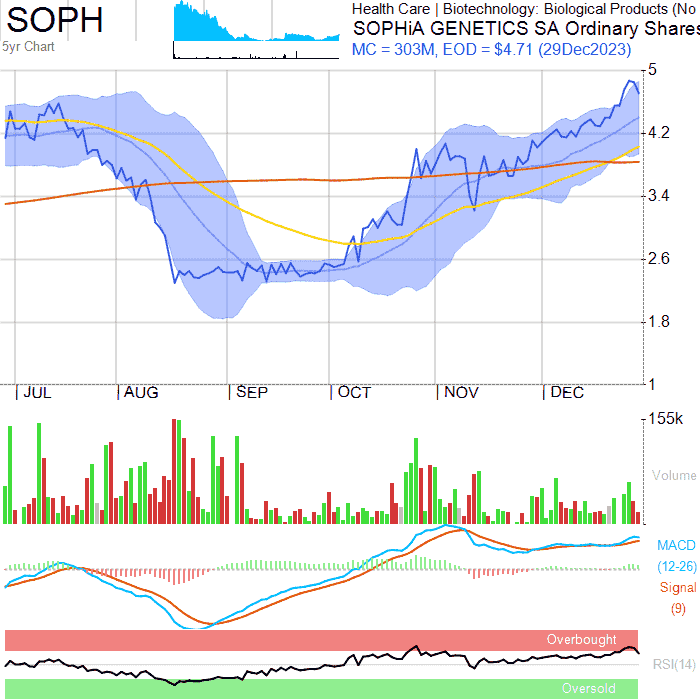 SOPH
5yr Chart
Health Care | Biotechnology: Biological Products (No
SOPHiA GENETICS SA Ordinary Shares
MC = 303M, EOD = $4.71 (29Dec2023)
5
4.2
3.4
2.6
1.8
1
JUL AUG SEP OCT NOV DEC
155k
Volume
MACD
(12-26)
Signal
(9)
Overbought
RSI(14)
Oversold